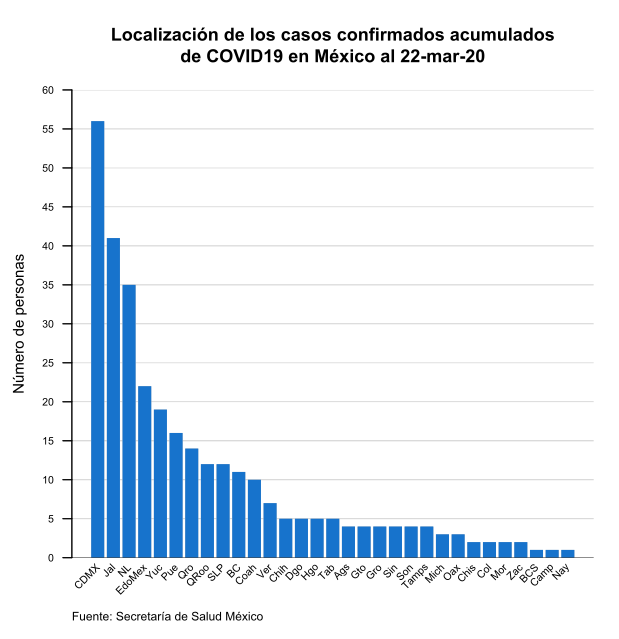 Localización de los casos confirmados acumulados
de COVID19 en México al 22-mar-20
Número de personas
60
55
50
45
40
35
30
25
20
15
10
5
0
CDMX
Jal
NL
EdoMex
Yuc
Pue
Qro
QRoo
SLP
BC
Coah
Ver
Chih
Dgo
Hgo
Tab
Ags
Gto
Gro
Sin
Son
Tamps
Mich
Oax
Chis
Col
Mor
Zac
BCS
Camp
Nay
Fuente: Secretaría de Salud México